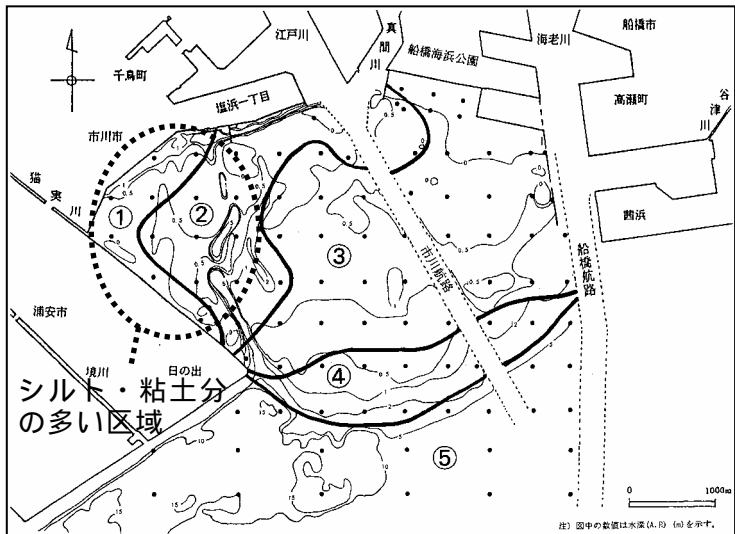 江戸川
真間川
船橋海浜公園
海老川
船橋市
千鳥町
塩浜一丁目
高瀬町
谷津川
市川市
猫実川
①
②
③
茜浜
市川航路
船橋航路
浦安市
境川
日の出
シルト・粘土分
の多い区域
④
⑤
0 1000m
注) 図中の数値は水深(A.P.) (m)を示す。